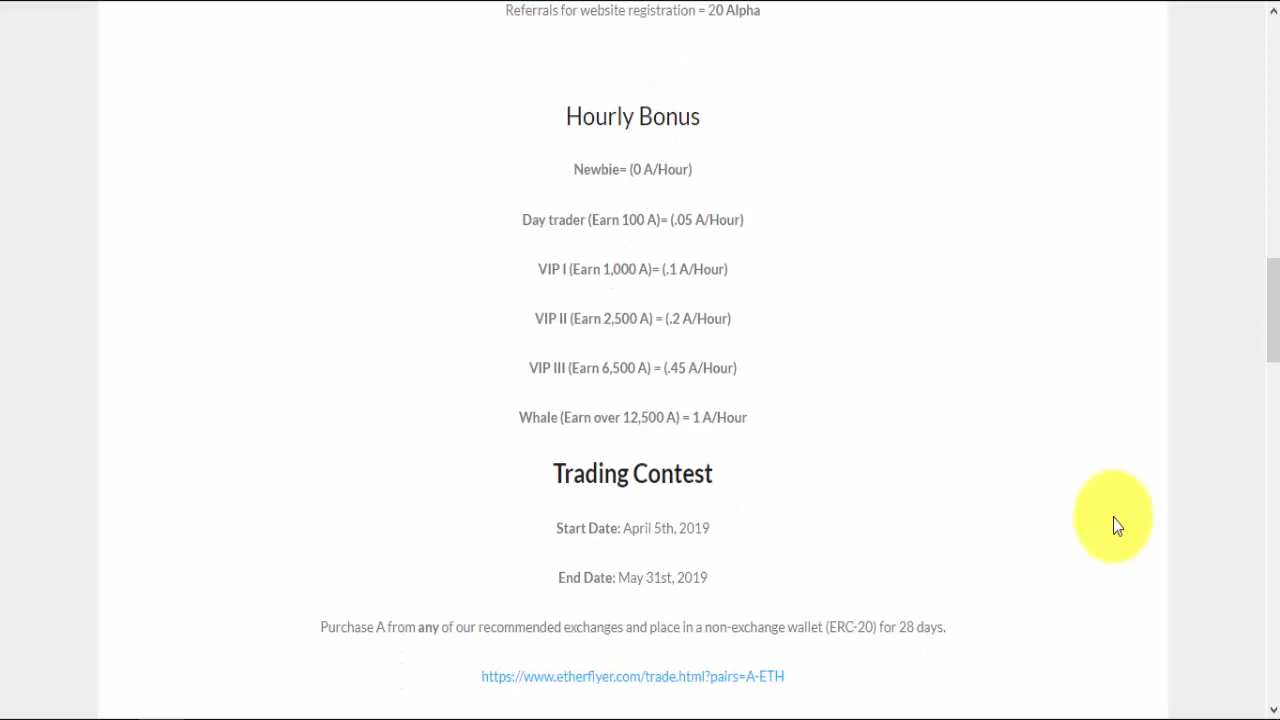 Referrals for website registration = 20 Alpha
Hourly Bonus
Newbie= (0 A/Hour)
Day trader (Earn 100 A)= (.05 A/Hour)
VIP I (Earn 1,000 A)= (.1 A/Hour)
VIP II (Earn 2,500 A) = (.2 A/Hour)
VIP III (Earn 6,500 A) = (.45 A/Hour)
Whale (Earn over 12,500 A) = 1 A/Hour
Trading Contest
Start Date: April 5th, 2019
End Date: May 31st, 2019
Purchase A from any of our recommended exchanges and place in a non-exchange wallet (ERC-20) for 28 days.
https://www.etherflyer.com/trade.html?pairs=A-ETH